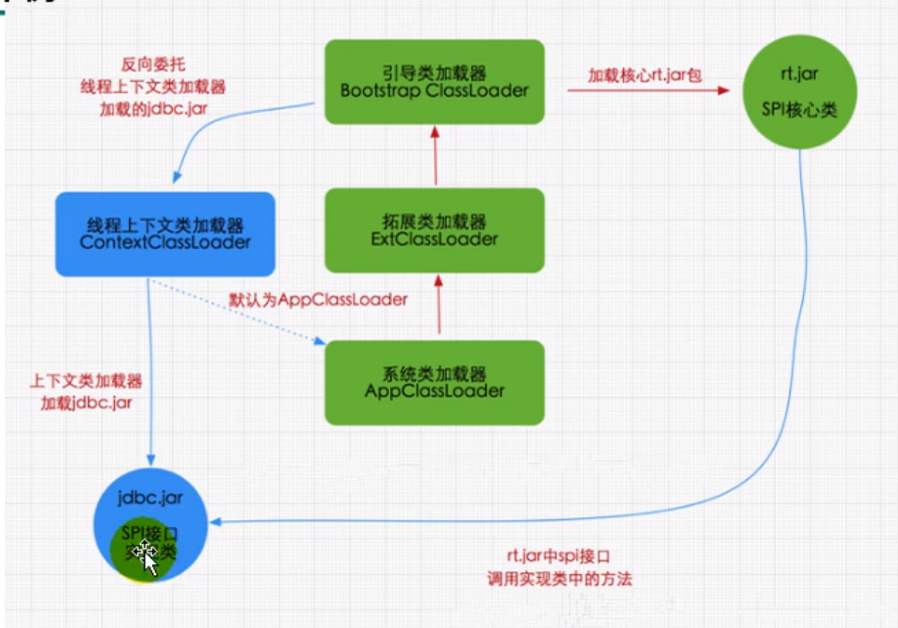 反向委托
线程上下文类加载器
加载的jdbc.jar
引导类加载器
Bootstrap ClassLoader
加载核心rt.jar包
rt.jar
SPI核心类
线程上下文类加载器
ContextClassLoader
拓展类加载器
ExtClassLoader
默认为AppClassLoader
系统类加载器
AppClassLoader
上下文类加载器
加载jdbc.jar
jdbc.jar
SPI接口
rt.jar中spi接口
调用实现类中的方法